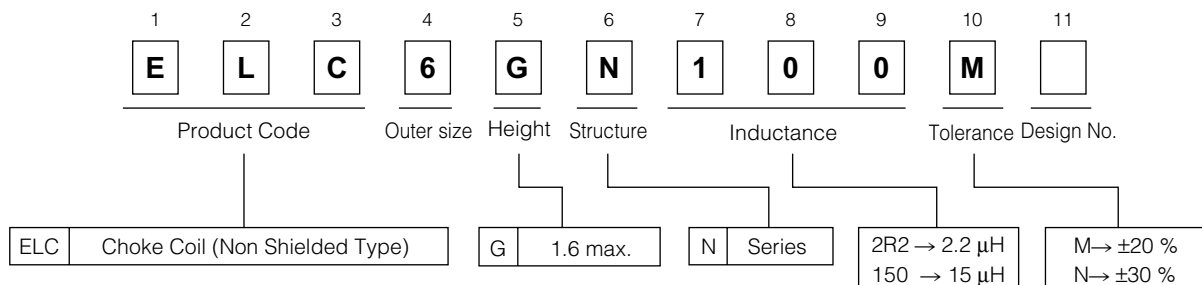 1 2 3 4 5 6 7 8 9 10 11
E L C 6 G N 1 0 0 M
Product Code Outer size Height Structure Inductance Tolerance Design No.
ELC Choke Coil (Non Shielded Type) G 1.6 max. N Series 2R2 → 2.2 μH M→ ±20 %
150 → 15 μH N→ ±30 %